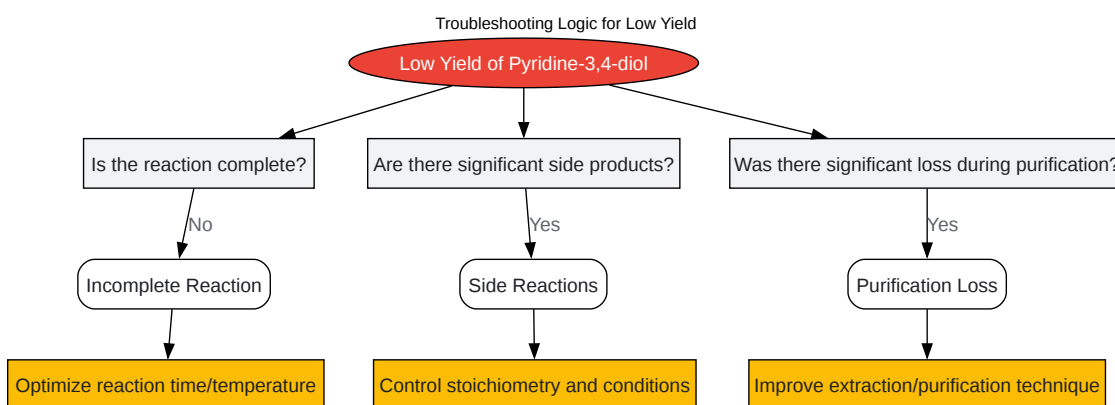 Troubleshooting Logic for Low Yield
Low Yield of Pyridine-3,4-diol
Is the reaction complete?
Are there significant side products?
Was there significant loss during purification?
No
Yes
Yes
Incomplete Reaction
Side Reactions
Purification Loss
Optimize reaction time/temperature
Control stoichiometry and conditions
Improve extraction/purification technique